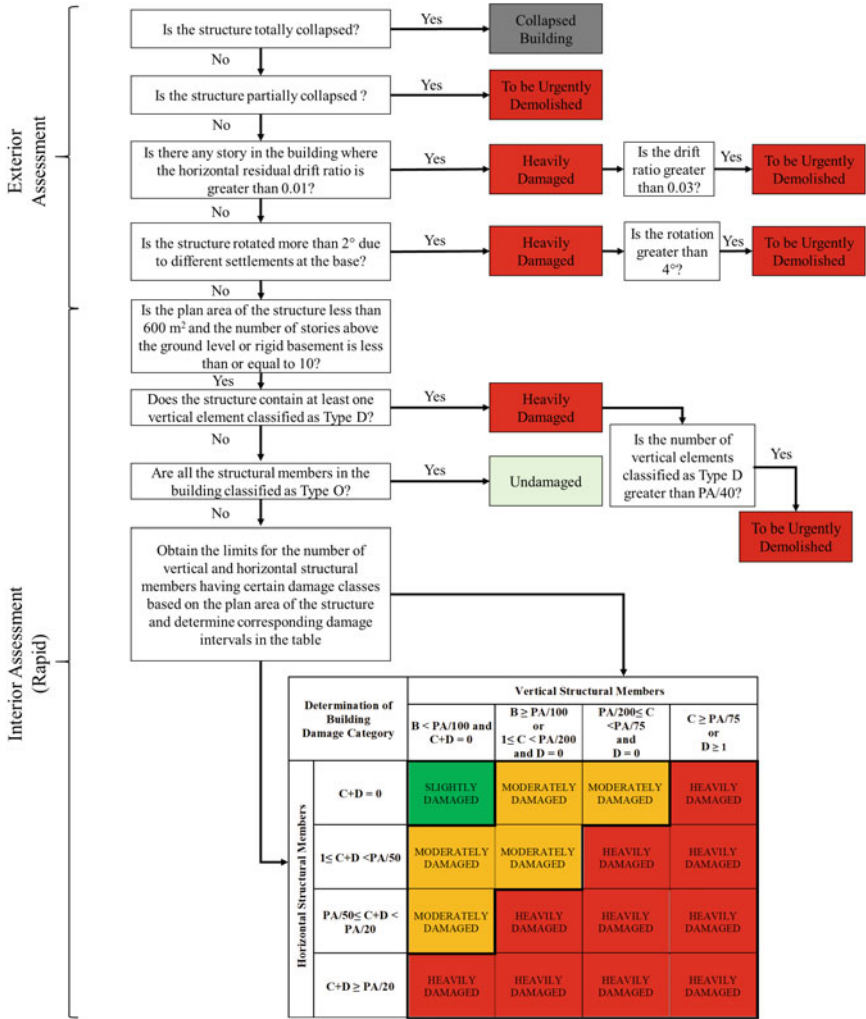 Exterior
Assessment
Is the structure totally collapsed?
Yes
Collapsed
Building
No
Is the structure partially collapsed ?
Yes
To be Urgently
Demolished
No
Is there any story in the building where
the horizontal residual drift ratio is
greater than 0.01?
Yes
Heavily
Damaged
Is the drift
ratio greater
than 0.03?
Yes
To be Urgently
Demolished
No
Is the structure rotated more than 2° due
to different settlements at the base?
Yes
Heavily
Damaged
Is the rotation
greater than
4°?
Yes
To be Urgently
Demolished
No
Interior Assessment
(Rapid)
Is the plan area of the structure less than
600 m² and the number of stories above
the ground level or rigid basement is less
than or equal to 10?
Yes
Does the structure contain at least one
vertical element classified as Type D?
Yes
Heavily
Damaged
Is the number of
vertical elements
classified as Type D
greater than PA/40?
Yes
To be Urgently
Demolished
No
Are all the structural members in the
building classified as Type O?
Yes
Undamaged
No
Obtain the limits for the number of
vertical and horizontal structural
members having certain damage classes
based on the plan area of the structure
and determine corresponding damage
intervals in the table
Determination of
Building
Damage Category
Vertical Structural Members
B < PA/100 and
C+D = 0
B ≥ PA/100
or
1≤ C < PA/200
and D = 0
PA/200≤ C
<PA/75
and
D = 0
C ≥ PA/75
or
D ≥ 1
Horizontal Structural Members
C+D = 0
SLIGHTLY
DAMAGED
MODERATELY
DAMAGED
MODERATELY
DAMAGED
HEAVILY
DAMAGED
1≤ C+D <PA/50
MODERATELY
DAMAGED
MODERATELY
DAMAGED
HEAVILY
DAMAGED
HEAVILY
DAMAGED
PA/50≤ C+D <
PA/20
MODERATELY
DAMAGED
HEAVILY
DAMAGED
HEAVILY
DAMAGED
HEAVILY
DAMAGED
C+D ≥ PA/20
HEAVILY
DAMAGED
HEAVILY
DAMAGED
HEAVILY
DAMAGED
HEAVILY
DAMAGED